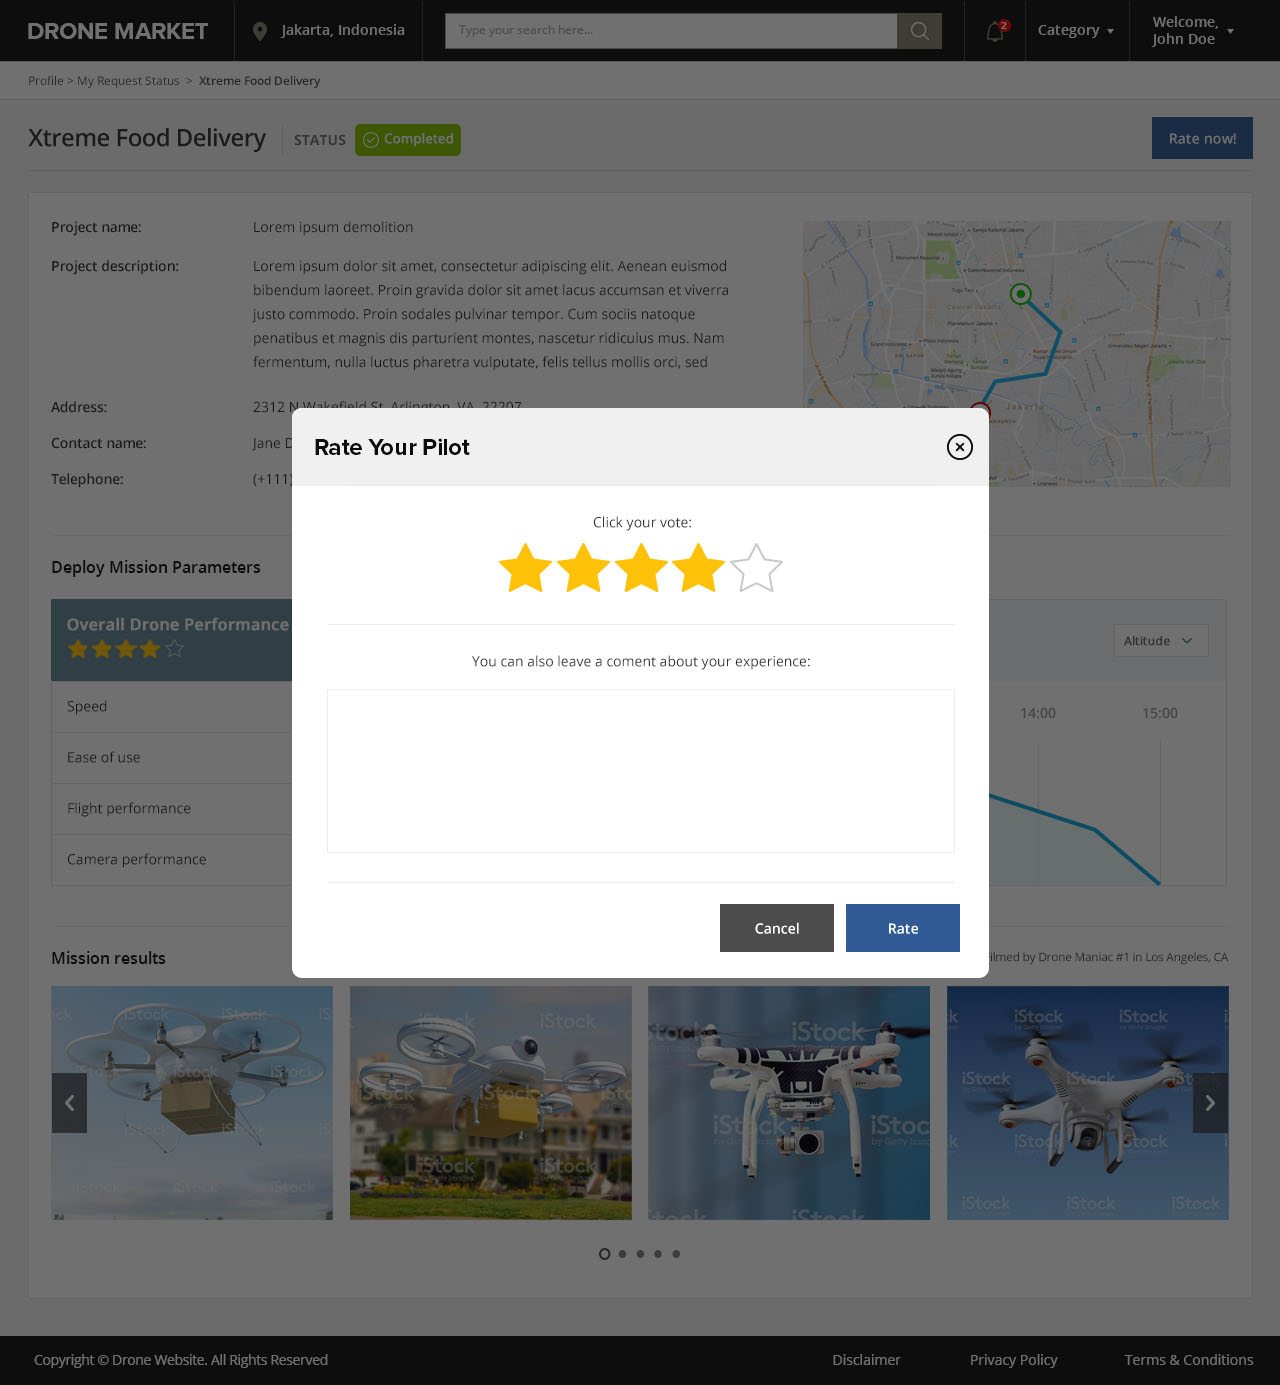 DRONE MARKET
Jakarta, Indonesia
Type your search here...
2
Category
Welcome,
John Doe
Profile > My Request Status > Xtreme Food Delivery
Xtreme Food Delivery
STATUS
Completed
Rate now!
Project name:
Lorem ipsum demolition
Project description:
Lorem ipsum dolor sit amet, consectetur adipiscing elit. Aenean euismod
bibendum laoreet. Proin gravida dolor sit amet lacus accumsan et viverra
justo commodo. Proin sodales pulvinar tempor. Cum sociis natoque
penatibus et magnis dis parturient montes, nascetur ridiculus mus. Nam
fermentum, nulla luctus pharetra vulputate, felis tellus mollis orci, sed
Address:
2312 N Wakefield St, Arlington, VA, 22207
Contact name:
Jane D
Telephone:
(+111)
Central Jakarta
Jakarta
Rate Your Pilot
Click your vote:
You can also leave a coment about your experience:
Cancel
Rate
Deploy Mission Parameters
Overall Drone Performance
Speed
Ease of use
Flight performance
Camera performance
Altitude
14:00
15:00
Mission results
ilmed by Drone Maniac #1 in Los Angeles, CA
iStock
by Getty Images
Copyright © Drone Website. All Rights Reserved
Disclaimer
Privacy Policy
Terms & Conditions